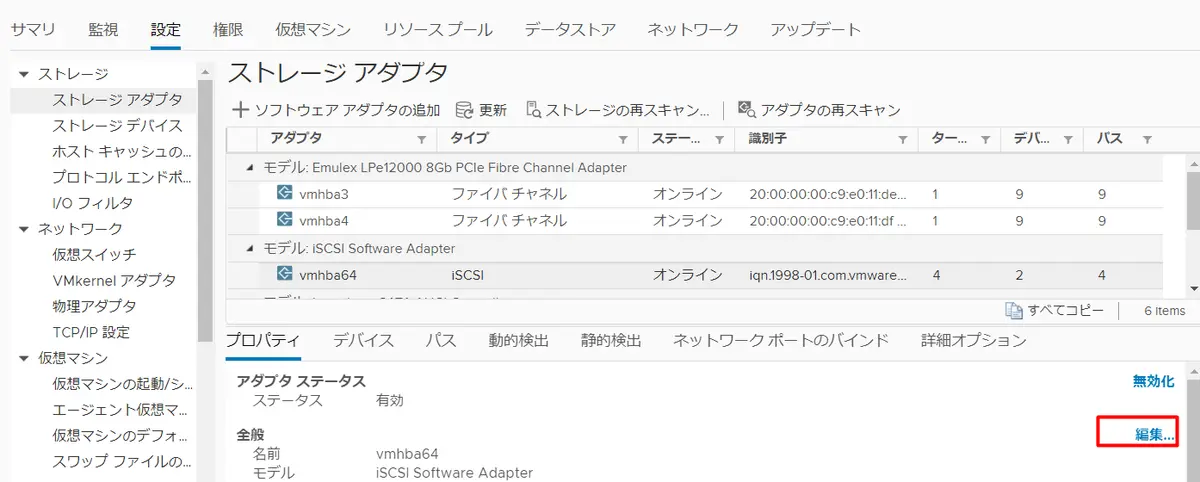 サマリ 監視 設定 権限 仮想マシン リソース プール データストア ネットワーク アップデート
ストレージ
ストレージ アダプタ
ストレージ デバイス
ホスト キャッシュの...
プロトコル エンドポ...
I/O フィルタ
ネットワーク
仮想スイッチ
VMkernel アダプタ
物理アダプタ
TCP/IP 設定
仮想マシン
仮想マシンの起動/シ...
エージェント仮想マ...
仮想マシンのデフォ...
スワップ ファイルの...
ストレージ アダプタ
ソフトウェア アダプタの追加 更新 ストレージの再スキャン... アダプタの再スキャン
アダプタ タイプ ステー... 識別子 ター... デバ... パス
モデル: Emulex LPe12000 8Gb PCIe Fibre Channel Adapter
vmhba3 ファイバ チャネル オンライン 20:00:00:00:c9:e0:11:de... 1 9 9
vmhba4 ファイバ チャネル オンライン 20:00:00:00:c9:e0:11:df ... 1 9 9
モデル: iSCSI Software Adapter
vmhba64 iSCSI オンライン iqn.1998-01.com.vmware... 4 2 4
すべてコピー 6 items
プロパティ デバイス パス 動的検出 静的検出 ネットワーク ポートのバインド 詳細オプション
アダプタ ステータス 無効化
ステータス 有効
全般 編集...
名前 vmhba64
モデル iSCSI Software Adapter